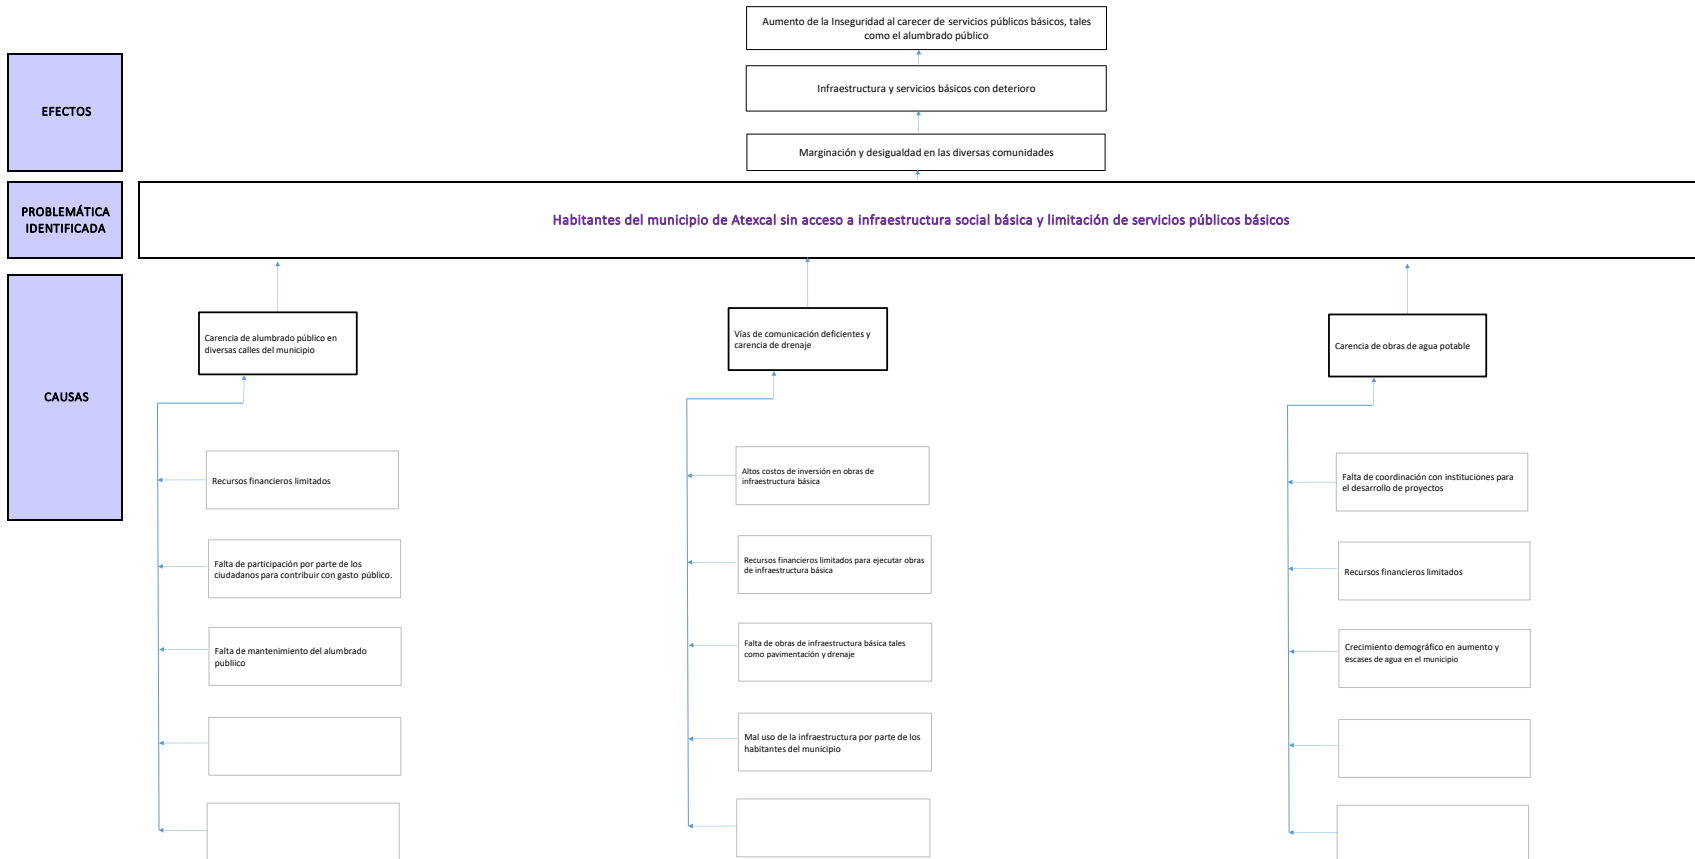 Aumento de la Inseguridad al carecer de servicios públicos básicos, tales
como el alumbrado público
EFECTOS
Infraestructura y servicios básicos con deterioro
Marginación y desigualdad en las diversas comunidades
PROBLEMÁTICA
IDENTIFICADA
Habitantes del municipio de Atexcal sin acceso a infraestructura social básica y limitación de servicios públicos básicos
CAUSAS
Carencia de alumbrado público en
diversas calles del municipio
Recursos financieros limitados
Falta de participación por parte de los
ciudadanos para contribuir con gasto público.
Falta de mantenimiento del alumbrado
publiico
Vías de comunicación deficientes y
carencia de drenaje
Altos costos de inversión en obras de
infraestructura básica
Recursos financieros limitados para ejecutar obras
de infraestructura básica
Falta de obras de infraestructura básica tales
como pavimentación y drenaje
Mal uso de la infraestructura por parte de los
habitantes del municipio
Carencia de obras de agua potable
Falta de coordinación con instituciones para
el desarrollo de proyectos
Recursos financieros limitados
Crecimiento demográfico en aumento y
escases de agua en el municipio